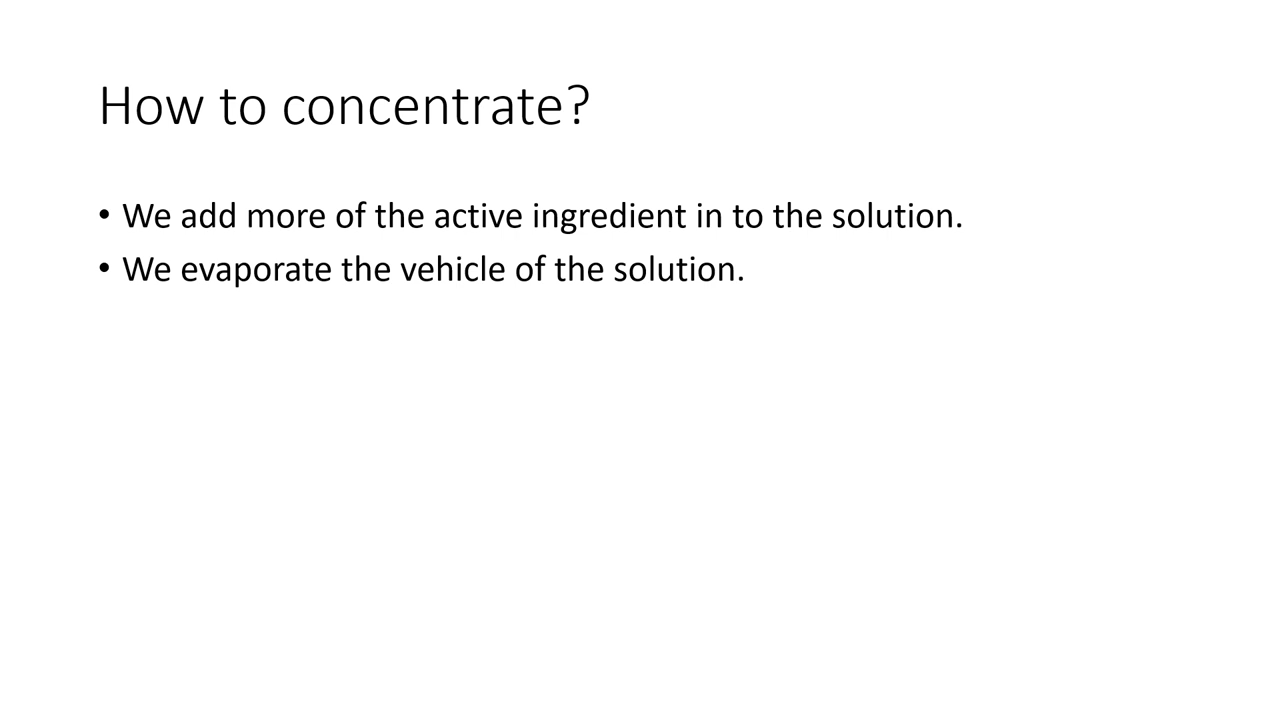 How to concentrate?
• We add more of the active ingredient in to the solution.
• We evaporate the vehicle of the solution.